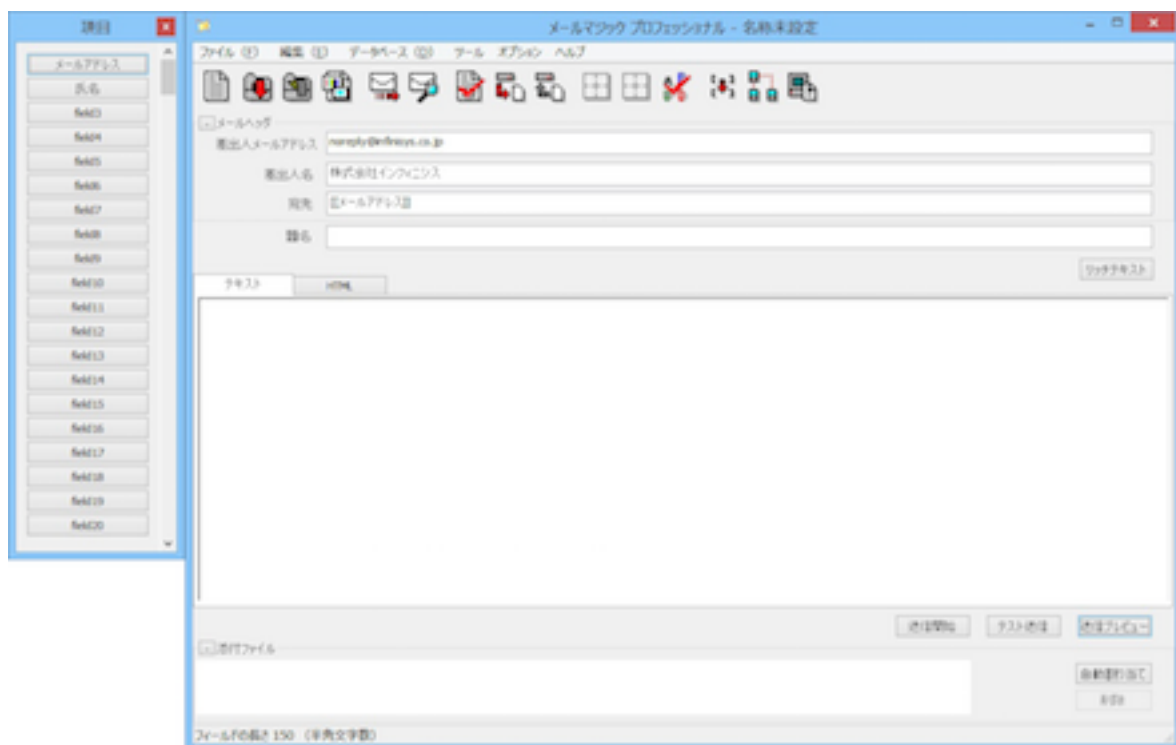 項目
メールアドレス
氏名
field3
field4
field5
field6
field7
field8
field9
field10
field11
field12
field13
field14
field15
field16
field17
field18
field19
field20
メールマジック プロフェッショナル - 名称未設定
ファイル (F) 編集 (E) データベース (D) ツール オプション ヘルプ
メールヘッダ
差出人メールアドレス noreply@infinisys.co.jp
差出人名 株式会社インフィニシス
宛先 [[メールアドレス]]
題名
リッチテキスト
テキスト HTML
送信開始 テスト送信 送信プレビュー
添付ファイル
自動割り当て
削除
フィールドの長さ 150 (半角文字数)